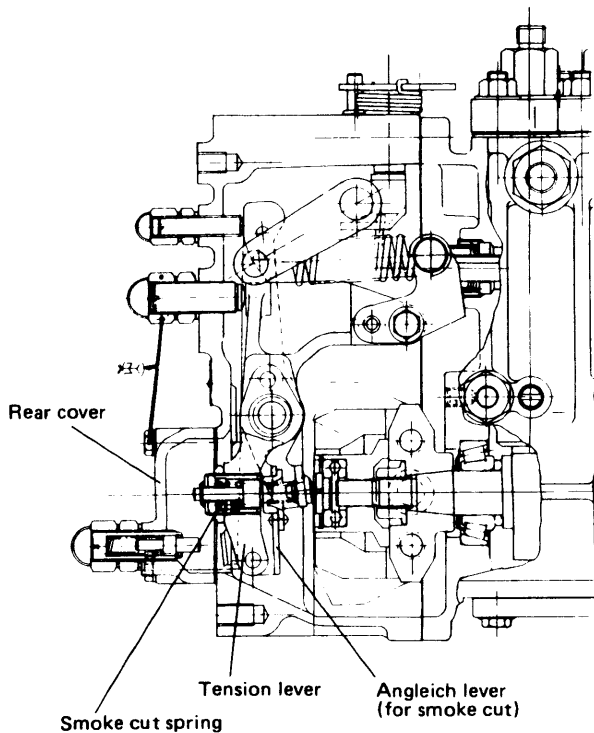 Rear cover
Tension lever
Angleich lever
(for smoke cut)
Smoke cut spring